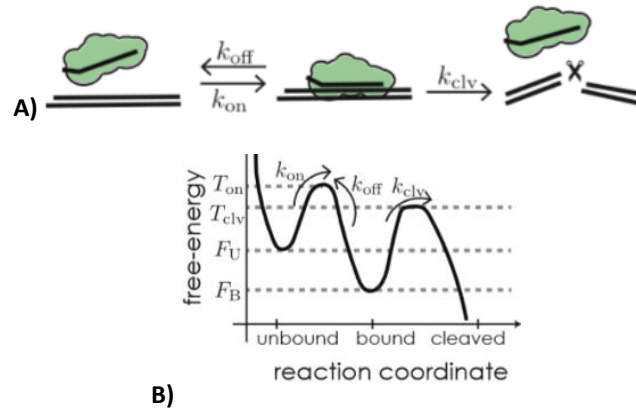 k_off
k_on
k_clv
A)
free-energy
T_on
T_clv
F_U
F_B
k_on
k_off
k_clv
unbound bound cleaved
reaction coordinate
B)